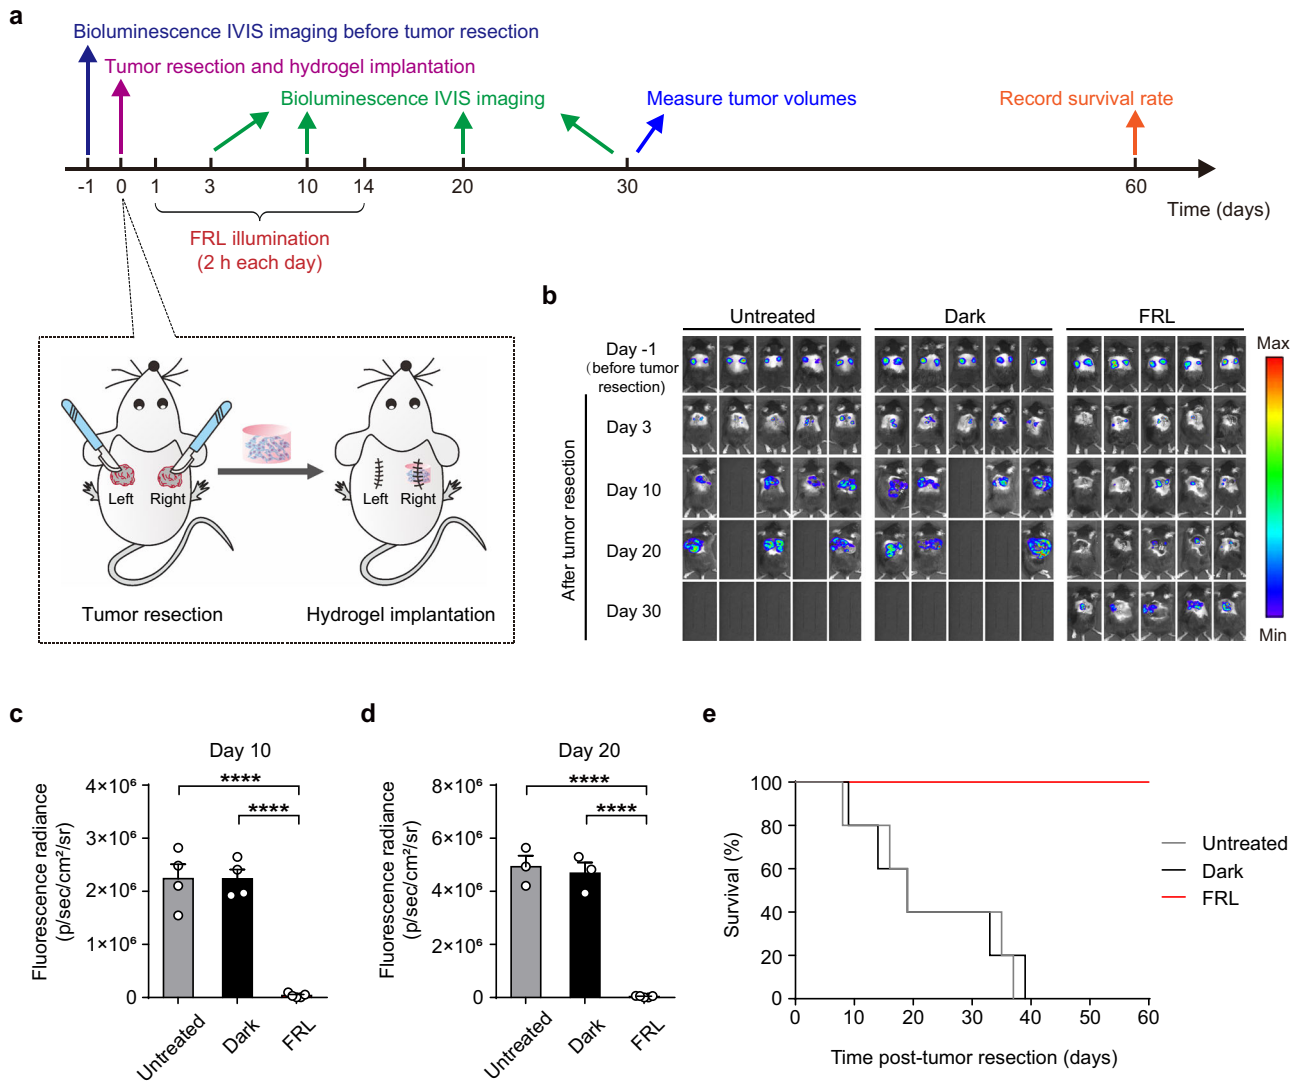 a
Bioluminescence IVIS imaging before tumor resection
Tumor resection and hydrogel implantation
Bioluminescence IVIS imaging
Measure tumor volumes
Record survival rate
-1 0 1 3 10 14 20 30 60
Time (days)
FRL illumination
(2 h each day)
Left Right
Left Right
Tumor resection
Hydrogel implantation
b
Untreated Dark FRL
Day -1
(before tumor
resection)
After tumor resection
Day 3
Day 10
Day 20
Day 30
Max
Min
c
Day 10
Fluorescence radiance
(p/sec/cm²/sr)
4×10⁶
3×10⁶
2×10⁶
1×10⁶
0
****
****
Untreated
Dark
FRL
d
Day 20
Fluorescence radiance
(p/sec/cm²/sr)
8×10⁶
6×10⁶
4×10⁶
2×10⁶
0
****
****
Untreated
Dark
FRL
e
Survival (%)
100
80
60
40
20
0
0 10 20 30 40 50 60
Time post-tumor resection (days)
Untreated
Dark
FRL